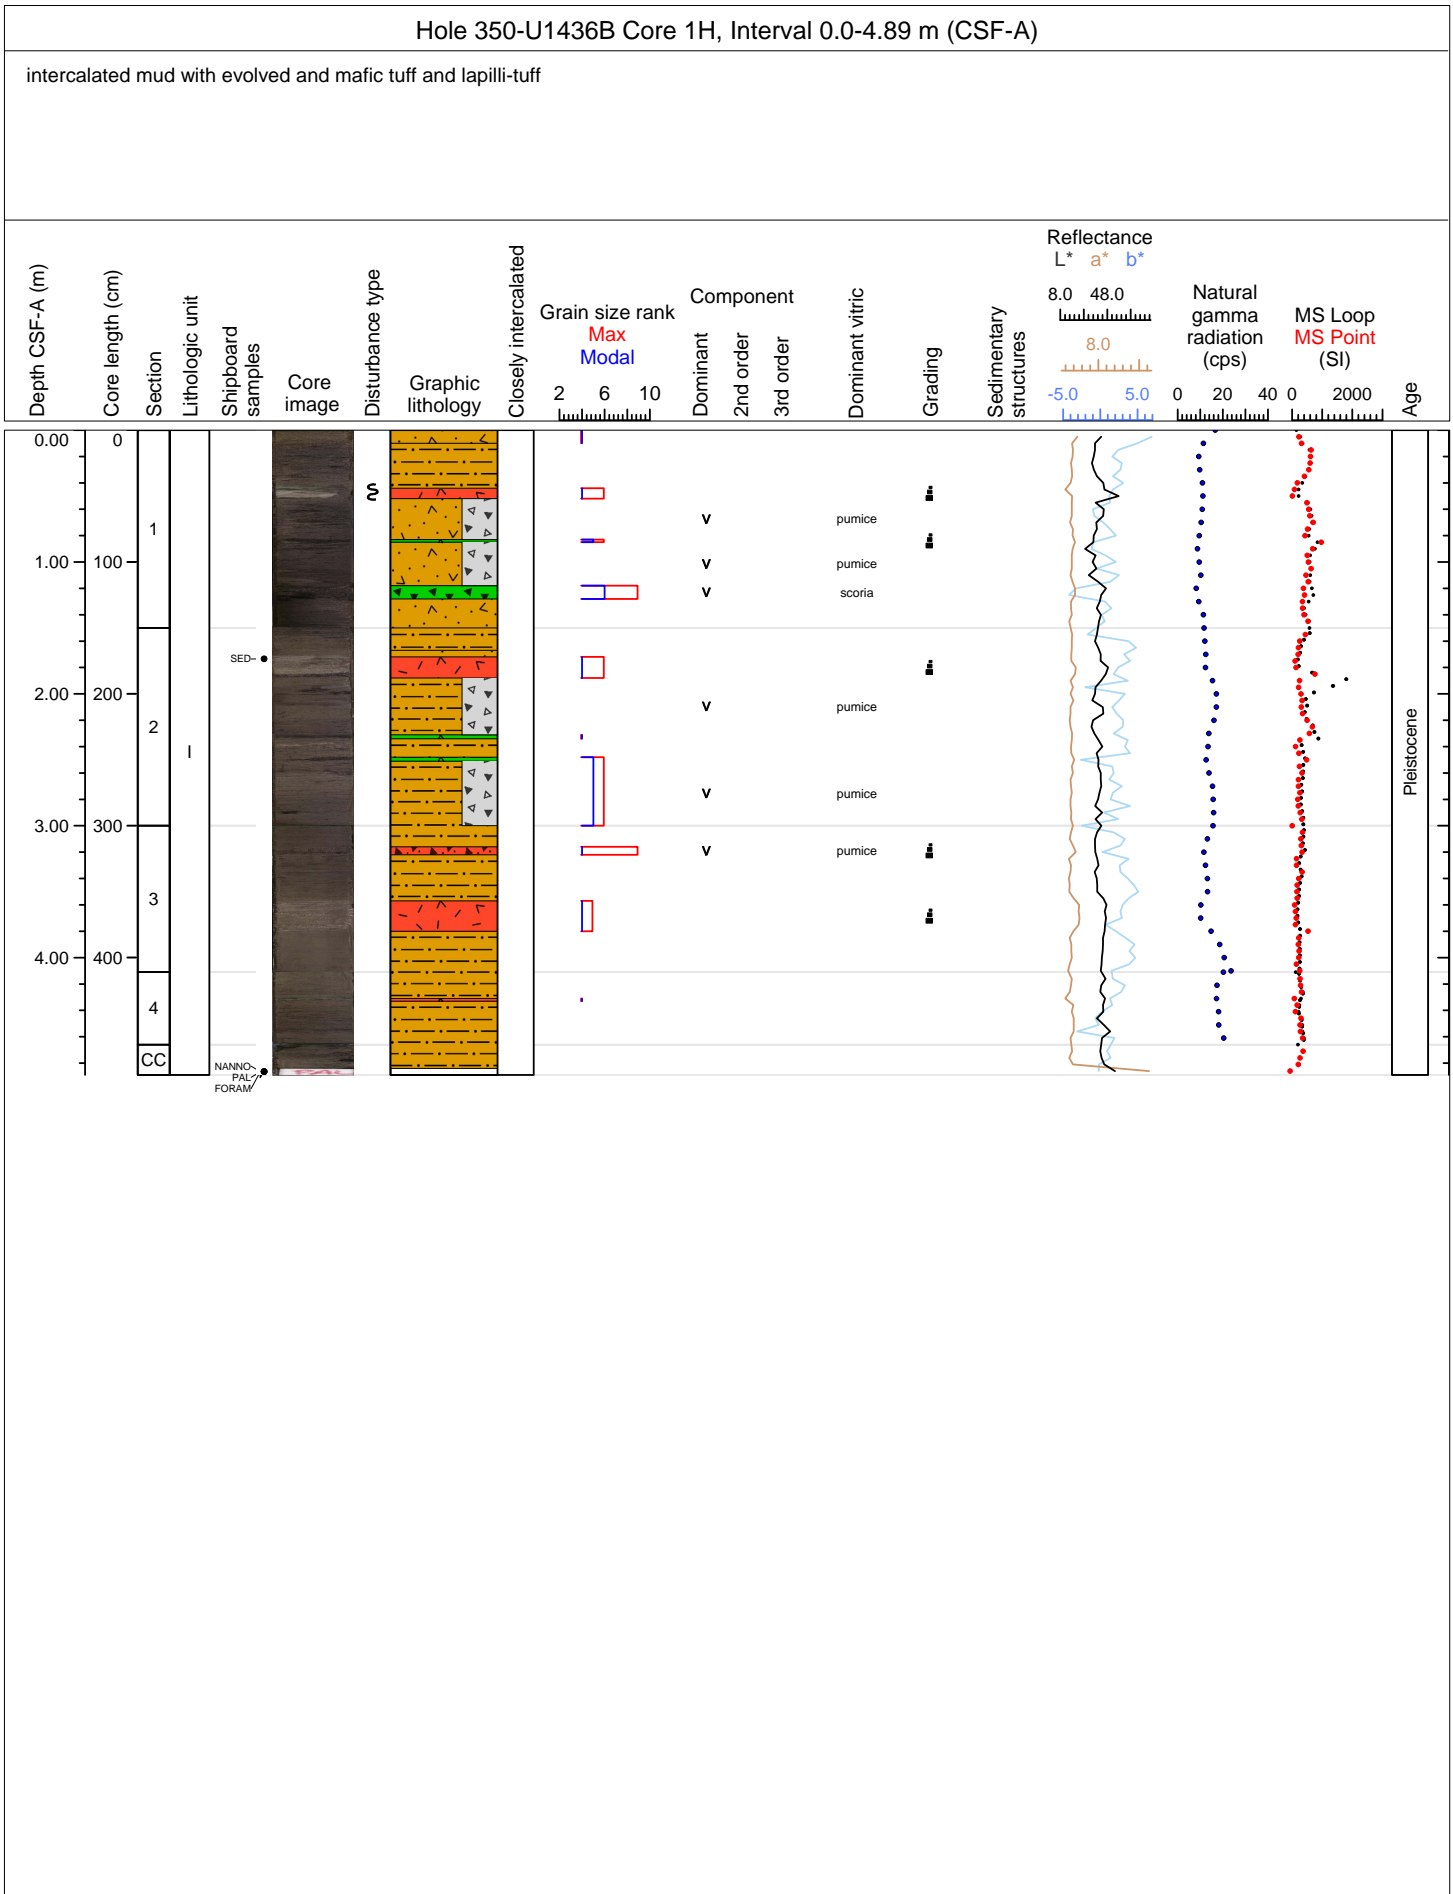 Hole 350-U1436B Core 1H, Interval 0.0-4.89 m (CSF-A)
intercalated mud with evolved and mafic tuff and lapilli-tuff
Depth CSF-A (m)
Core length (cm)
Section
Lithologic unit
Shipboard
samples
Core
image
Disturbance type
Graphic
lithology
Closely intercalated
Grain size rank
Max
Modal
2 6 10
Component
Dominant
2nd order
3rd order
Dominant vitric
Grading
Sedimentary
structures
Reflectance
L* a* b*
8.0 48.0
8.0
-5.0 5.0
Natural
gamma
radiation
(cps)
0 20 40
MS Loop
MS Point
(SI)
0 2000
Age
0.00 0
1
V pumice
1.00 100
V pumice
V scoria
SED
2.00 200
2
V pumice
I
V pumice
Pleistocene
3.00 300
V pumice
3
4.00 400
4
CC
NANNO
PAL
FORAM